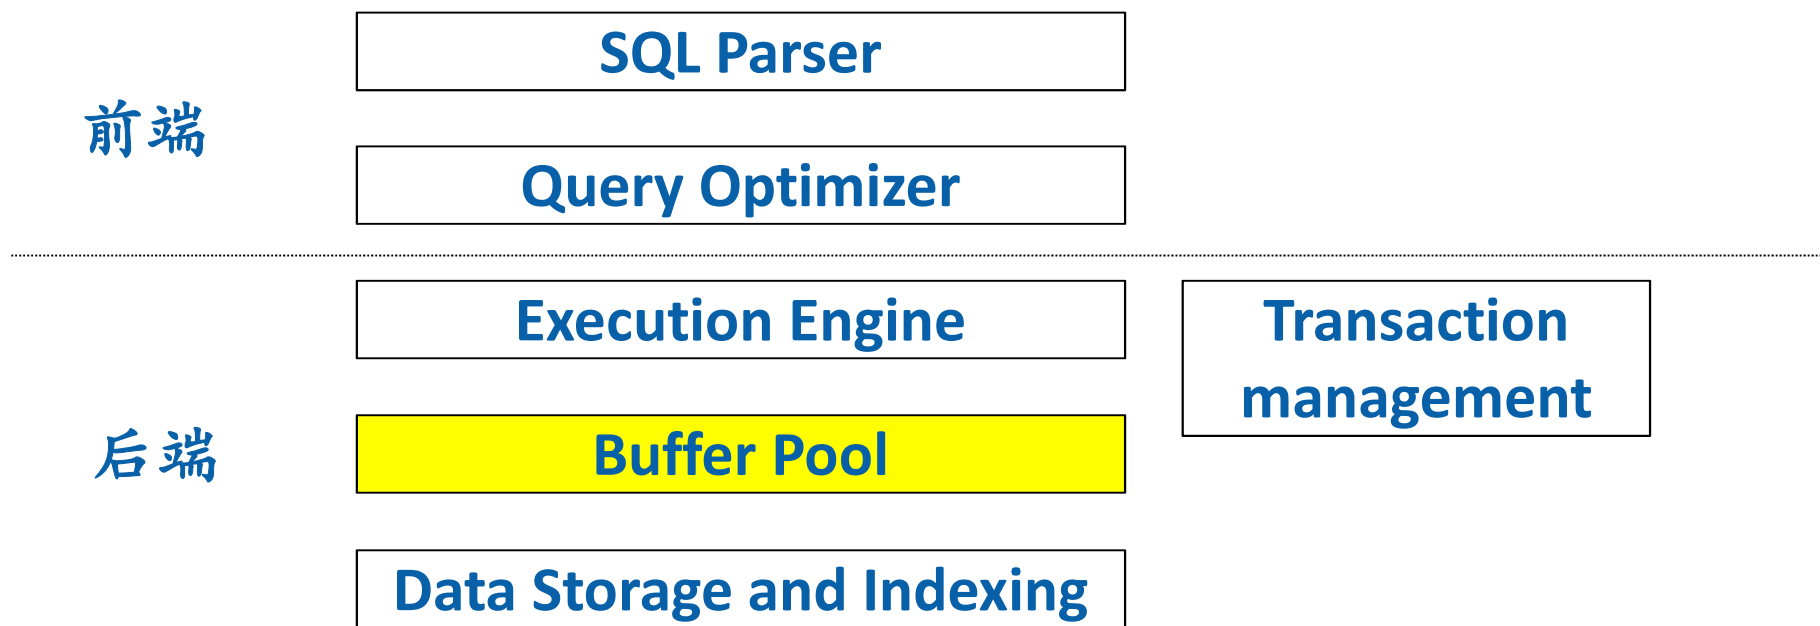 SQL Parser
前端
Query Optimizer
Execution Engine
Transaction
management
后端
Buffer Pool
Data Storage and Indexing